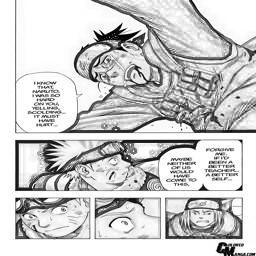 I KNOW
THAT,
NARUTO.
I WAS SO
HARD
ON YOU,
YELLING,
SCOLDING...
IT MUST
HAVE
HURT...
MAYBE
NEITHER
OF US
WOULD
HAVE
COME TO
THIS.
FORGIVE
ME.
IF I'D
BEEN A
BETTER
TEACHER...
A BETTER
SELF...
COLORED
MANGA.COM